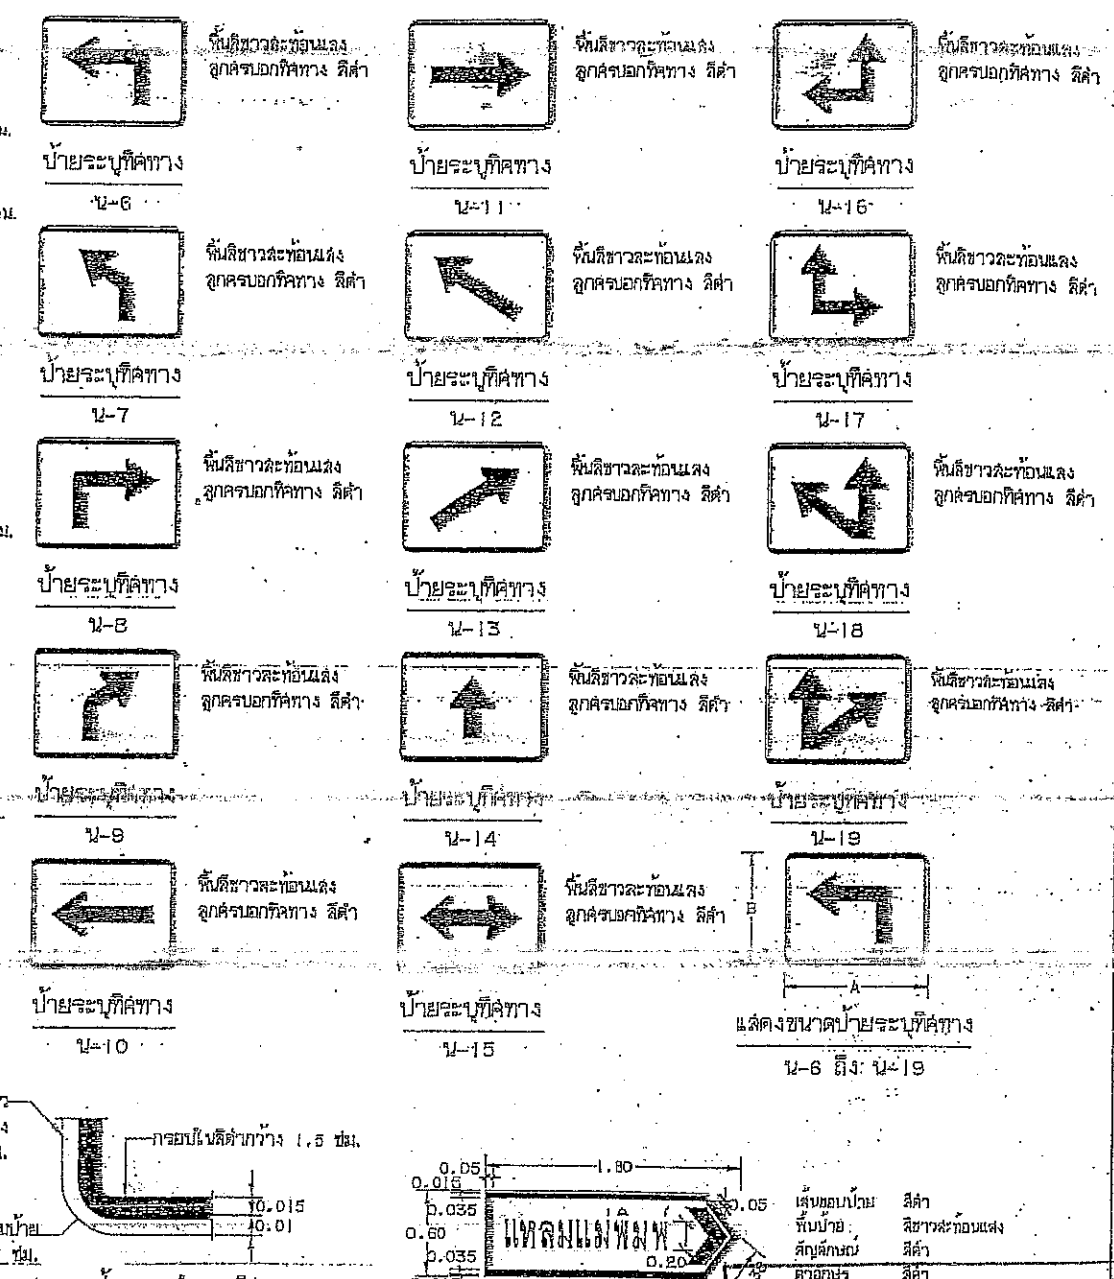 พื้นสีขาวสะท้อนแสง
ลูกศรบอกทิศทาง สีดำ
ป้ายระบุทิศทาง
น-6
พื้นสีขาวสะท้อนแสง
ลูกศรบอกทิศทาง สีดำ
ป้ายระบุทิศทาง
น-11
พื้นสีขาวสะท้อนแสง
ลูกศรบอกทิศทาง สีดำ
ป้ายระบุทิศทาง
น-16
พื้นสีขาวสะท้อนแสง
ลูกศรบอกทิศทาง สีดำ
ป้ายระบุทิศทาง
น-7
พื้นสีขาวสะท้อนแสง
ลูกศรบอกทิศทาง สีดำ
ป้ายระบุทิศทาง
น-12
พื้นสีขาวสะท้อนแสง
ลูกศรบอกทิศทาง สีดำ
ป้ายระบุทิศทาง
น-17
พื้นสีขาวสะท้อนแสง
ลูกศรบอกทิศทาง สีดำ
ป้ายระบุทิศทาง
น-8
พื้นสีขาวสะท้อนแสง
ลูกศรบอกทิศทาง สีดำ
ป้ายระบุทิศทาง
น-13
พื้นสีขาวสะท้อนแสง
ลูกศรบอกทิศทาง สีดำ
ป้ายระบุทิศทาง
น-18
พื้นสีขาวสะท้อนแสง
ลูกศรบอกทิศทาง สีดำ
ป้ายระบุทิศทาง
น-9
พื้นสีขาวสะท้อนแสง
ลูกศรบอกทิศทาง สีดำ
ป้ายระบุทิศทาง
น-14
พื้นสีขาวสะท้อนแสง
ลูกศรบอกทิศทาง สีดำ
ป้ายระบุทิศทาง
น-19
พื้นสีขาวสะท้อนแสง
ลูกศรบอกทิศทาง สีดำ
ป้ายระบุทิศทาง
น-10
พื้นสีขาวสะท้อนแสง
ลูกศรบอกทิศทาง สีดำ
ป้ายระบุทิศทาง
น-15
B
A
แสดงขนาดป้ายระบุทิศทาง
น-6 ถึง น-19
กรอบในสีดำกว้าง 1.5 ซม.
0.015
0.01
ซม.
0.05
1.80
0.015
0.035
0.60
0.035
แหลมแม่พิมพ์
0.20
0.05
เส้นขอบป้าย สีดำ
พื้นป้าย สีขาวสะท้อนแสง
สัญลักษณ์ สีดำ
ตัวอักษร สีดำ